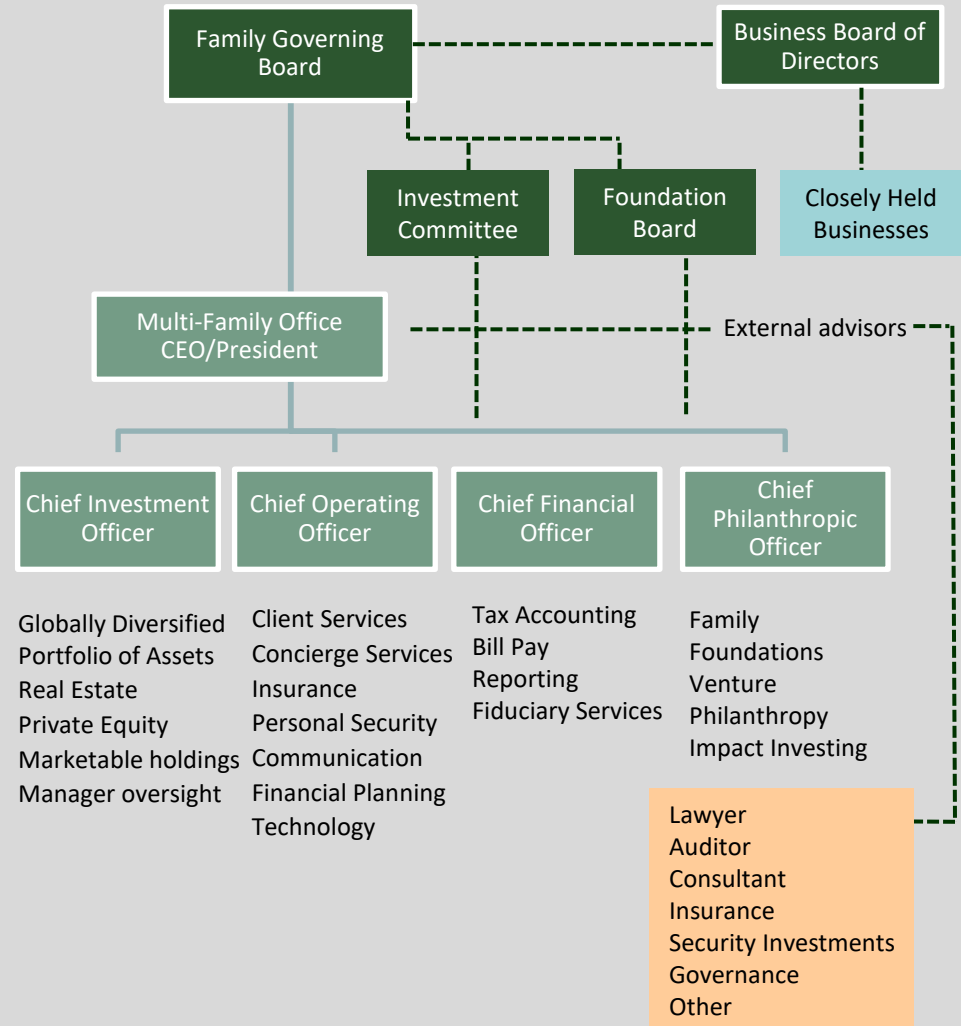 Family Governing
Board
Business Board of
Directors
Investment
Committee
Foundation
Board
Closely Held
Businesses
Multi-Family Office
CEO/President
External advisors
Chief Investment
Officer
Chief Operating
Officer
Chief Financial
Officer
Chief
Philanthropic
Officer
Globally Diversified
Portfolio of Assets
Real Estate
Private Equity
Marketable holdings
Manager oversight
Client Services
Concierge Services
Insurance
Personal Security
Communication
Financial Planning
Technology
Tax Accounting
Bill Pay
Reporting
Fiduciary Services
Family
Foundations
Venture
Philanthropy
Impact Investing
Lawyer
Auditor
Consultant
Insurance
Security Investments
Governance
Other